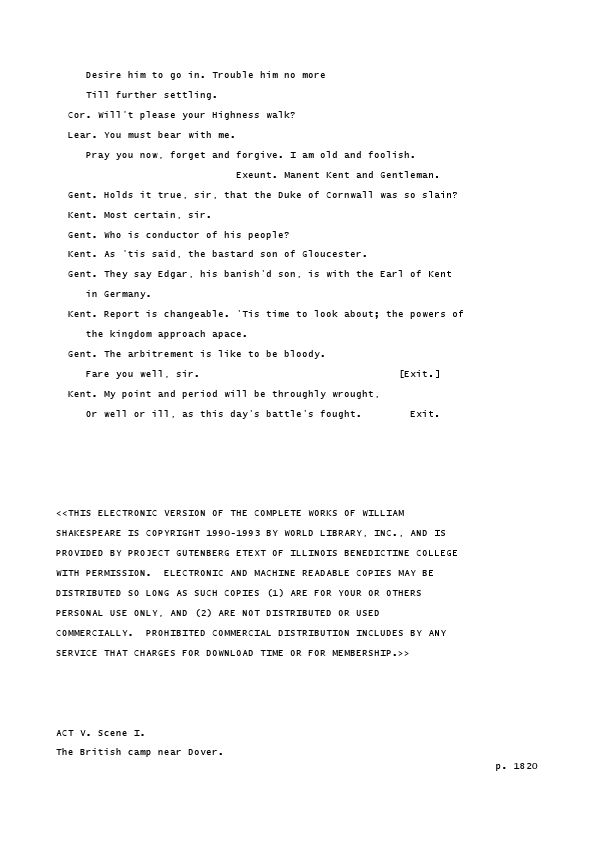 Desire him to go in. Trouble him no more
Till further settling.
Cor. Will't please your Highness walk?
Lear. You must bear with me.
Pray you now, forget and forgive. I am old and foolish.
Exeunt. Manent Kent and Gentleman.
Gent. Holds it true, sir, that the Duke of Cornwall was so slain?
Kent. Most certain, sir.
Gent. Who is conductor of his people?
Kent. As 'tis said, the bastard son of Gloucester.
Gent. They say Edgar, his banish'd son, is with the Earl of Kent
in Germany.
Kent. Report is changeable. 'Tis time to look about; the powers of
the kingdom approach apace.
Gent. The arbitrement is like to be bloody.
Fare you well, sir. [Exit.]
Kent. My point and period will be throughly wrought,
Or well or ill, as this day's battle's fought. Exit.
<<THIS ELECTRONIC VERSION OF THE COMPLETE WORKS OF WILLIAM
SHAKESPEARE IS COPYRIGHT 1990-1993 BY WORLD LIBRARY, INC., AND IS
PROVIDED BY PROJECT GUTENBERG ETEXT OF ILLINOIS BENEDICTINE COLLEGE
WITH PERMISSION. ELECTRONIC AND MACHINE READABLE COPIES MAY BE
DISTRIBUTED SO LONG AS SUCH COPIES (1) ARE FOR YOUR OR OTHERS
PERSONAL USE ONLY, AND (2) ARE NOT DISTRIBUTED OR USED
COMMERCIALLY. PROHIBITED COMMERCIAL DISTRIBUTION INCLUDES BY ANY
SERVICE THAT CHARGES FOR DOWNLOAD TIME OR FOR MEMBERSHIP.>>
ACT V. Scene I.
The British camp near Dover.
p. 1820